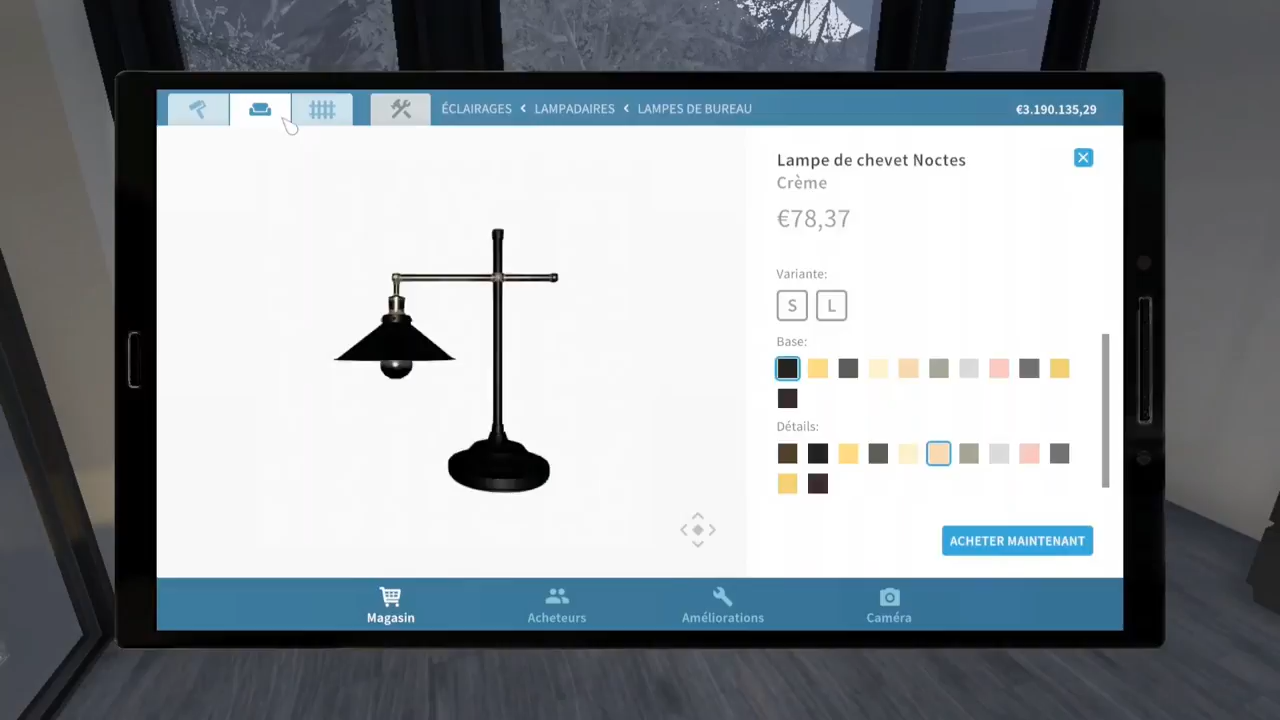 ÉCLAIRAGES < LAMPADAIRES < LAMPES DE BUREAU
€3.190.135,29
Lampe de chevet Noctes
Crème
€78,37
Variante:
S L
Base:
Détails:
ACHETER MAINTENANT
Magasin Acheteurs Améliorations Caméra